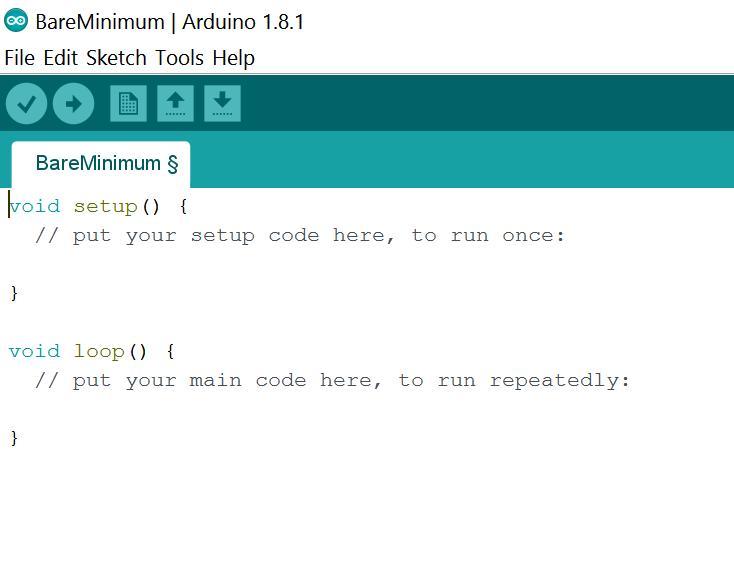 BareMinimum | Arduino 1.8.1
File Edit Sketch Tools Help
BareMinimum §
void setup() {
  // put your setup code here, to run once:
}
void loop() {
  // put your main code here, to run repeatedly:
}